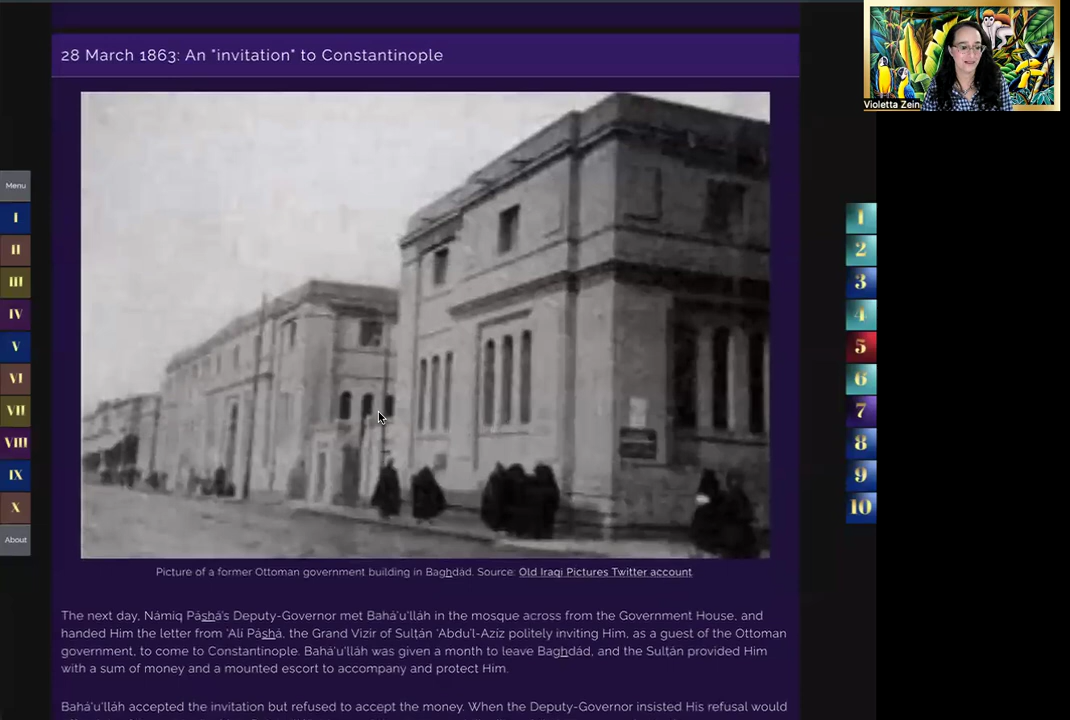 28 March 1863: An "invitation" to Constantinople
Violetta Zein
Menu
I
II
III
IV
V
VI
VII
VIII
IX
X
About
1
2
3
4
5
6
7
8
9
10
Picture of a former Ottoman government building in Baghdád. Source: Old Iraqi Pictures Twitter account.
The next day, Námiq Páshá's Deputy-Governor met Bahá'u'lláh in the mosque across from the Government House, and
handed Him the letter from 'Alí Páshá, the Grand Vizir of Sulṭán 'Abdu'l-Azíz politely inviting Him, as a guest of the Ottoman
government, to come to Constantinople. Bahá'u'lláh was given a month to leave Baghdád, and the Sulṭán provided Him
with a sum of money and a mounted escort to accompany and protect Him.
Bahá'u'lláh accepted the invitation but refused to accept the money. When the Deputy-Governor insisted His refusal would